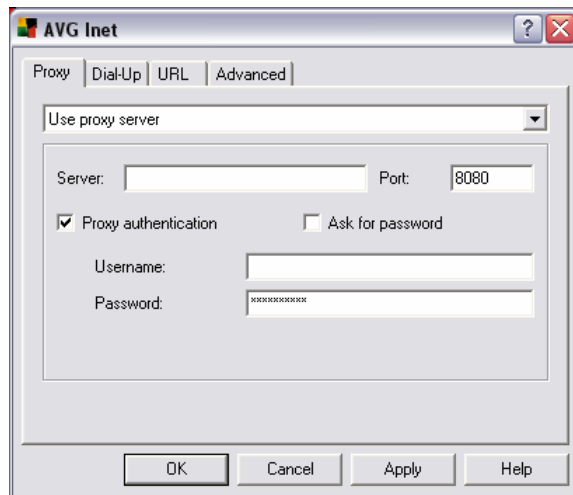 AVG Inet
Proxy Dial-Up URL Advanced
Use proxy server
Server: Port: 8080
Proxy authentication Ask for password
Username:
Password: **********
OK Cancel Apply Help